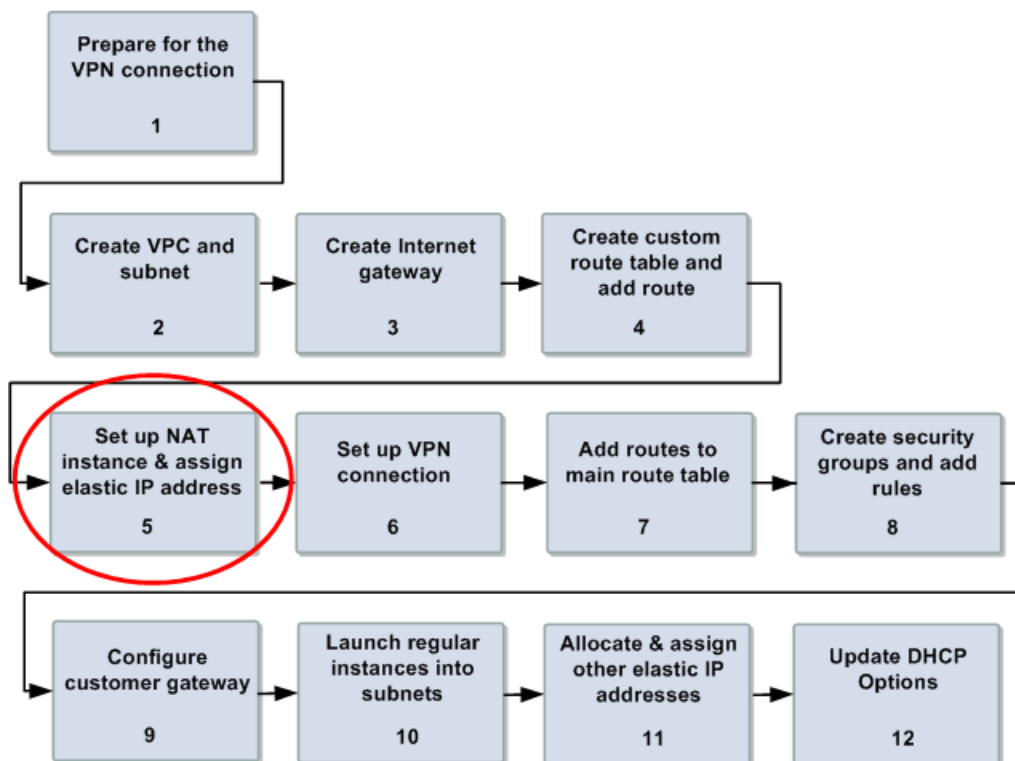 Prepare for the
VPN connection
1
Create VPC and
subnet
2
Create Internet
gateway
3
Create custom
route table and
add route
4
Set up NAT
instance & assign
elastic IP address
5
Set up VPN
connection
6
Add routes to
main route table
7
Create security
groups and add
rules
8
Configure
customer gateway
9
Launch regular
instances into
subnets
10
Allocate & assign
other elastic IP
addresses
11
Update DHCP
Options
12